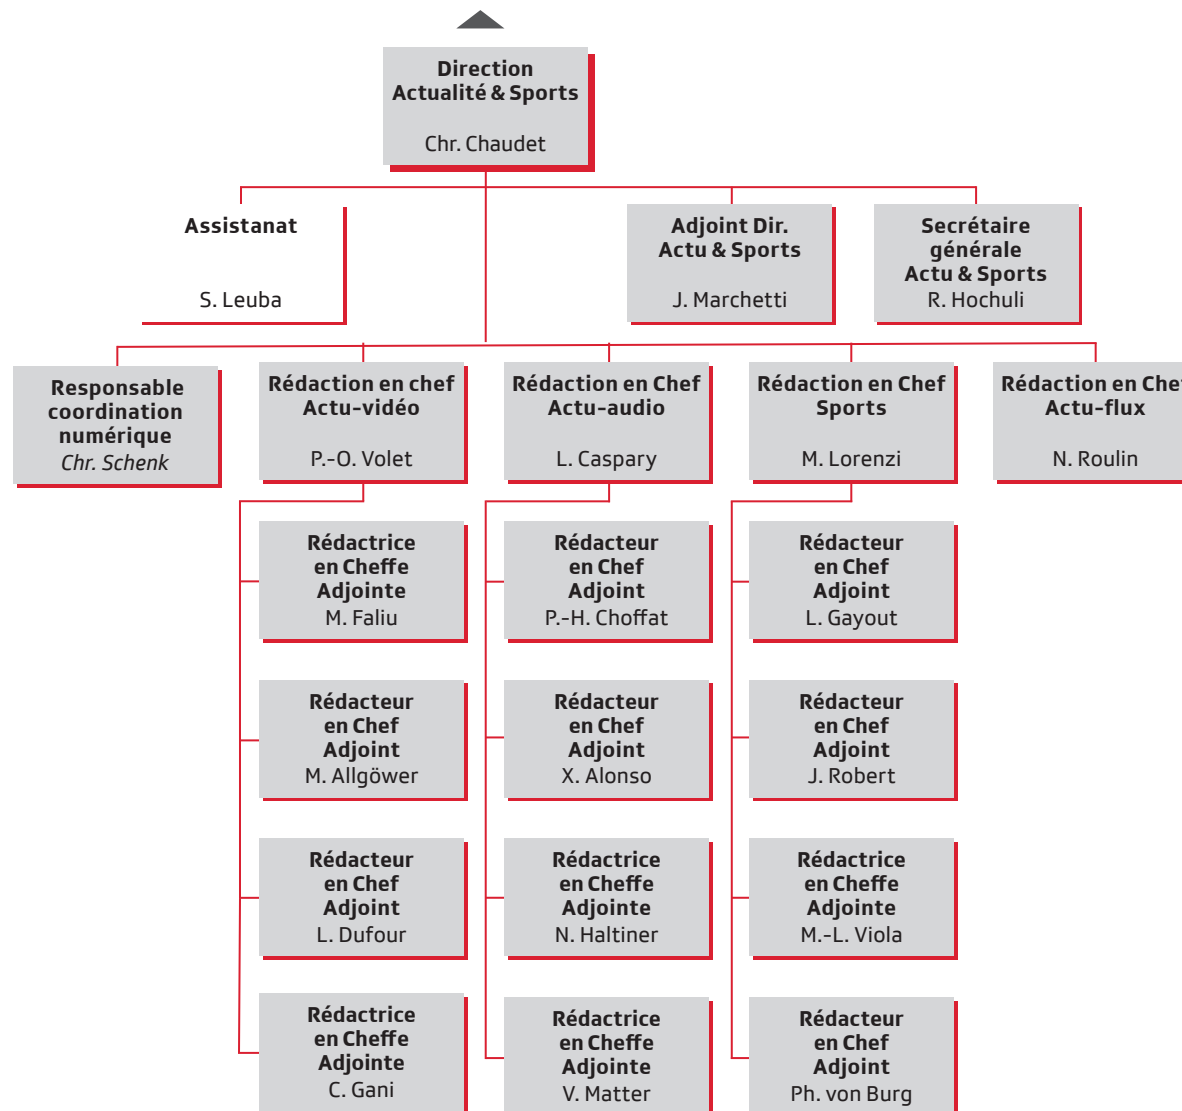 Direction
Actualité & Sports
Chr. Chaudet
Assistanat
S. Leuba
Adjoint Dir.
Actu & Sports
J. Marchetti
Secrétaire
générale
Actu & Sports
R. Hochuli
Responsable
coordination
numérique
Chr. Schenk
Rédaction en chef
Actu-vidéo
P.-O. Volet
Rédaction en Chef
Actu-audio
L. Caspary
Rédaction en Chef
Sports
M. Lorenzi
Rédaction en Chef
Actu-flux
N. Roulin
Rédactrice
en Cheffe
Adjointe
M. Faliu
Rédacteur
en Chef
Adjoint
P.-H. Choffat
Rédacteur
en Chef
Adjoint
L. Gayout
Rédacteur
en Chef
Adjoint
M. Allgöwer
Rédacteur
en Chef
Adjoint
X. Alonso
Rédacteur
en Chef
Adjoint
J. Robert
Rédacteur
en Chef
Adjoint
L. Dufour
Rédactrice
en Cheffe
Adjointe
N. Haltiner
Rédactrice
en Cheffe
Adjointe
M.-L. Viola
Rédactrice
en Cheffe
Adjointe
C. Gani
Rédactrice
en Cheffe
Adjointe
V. Matter
Rédacteur
en Chef
Adjoint
Ph. von Burg